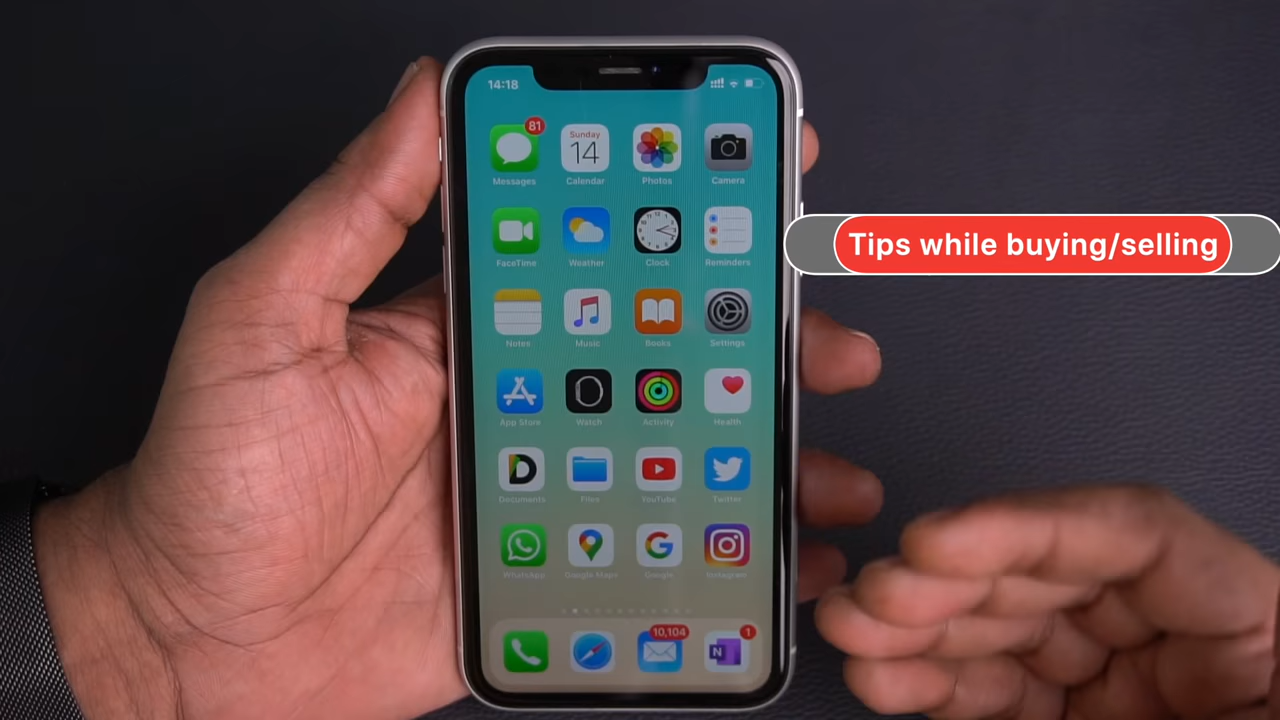 14:18
81
Sunday
14
Messages
Calendar
Photos
Camera
Tips while buying/selling
FaceTime
Weather
Clock
Reminders
Notes
Music
Books
Settings
App Store
Watch
Activity
Health
Documents
Files
YouTube
Twitter
WhatsApp
Google Maps
Google
Instagram
10,104
1
N